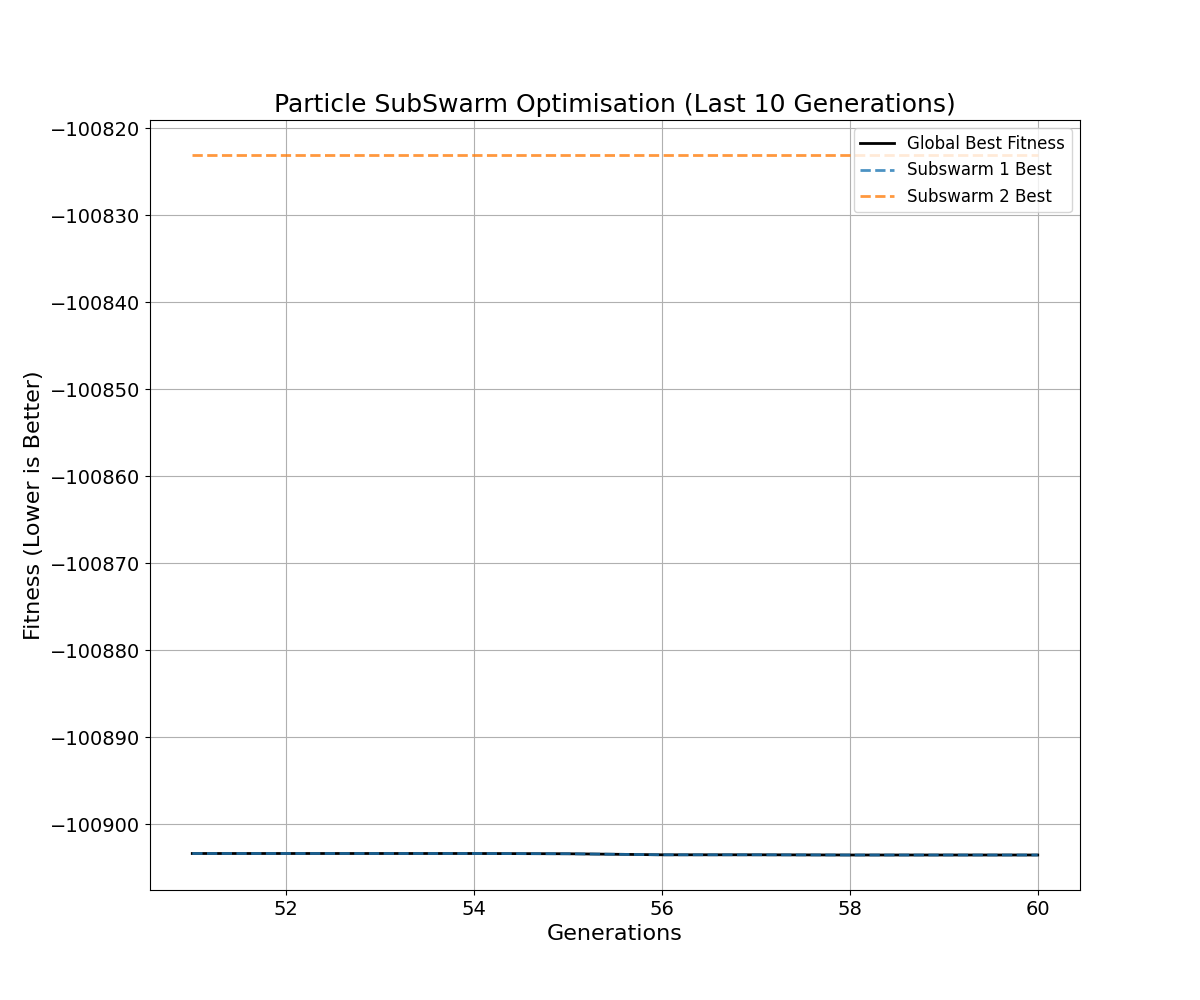 Particle SubSwarm Optimisation (Last 10 Generations)
Global Best Fitness
Subswarm 1 Best
Subswarm 2 Best
−100820
−100830
−100840
−100850
−100860
−100870
−100880
−100890
−100900
Fitness (Lower is Better)
52 54 56 58 60
Generations